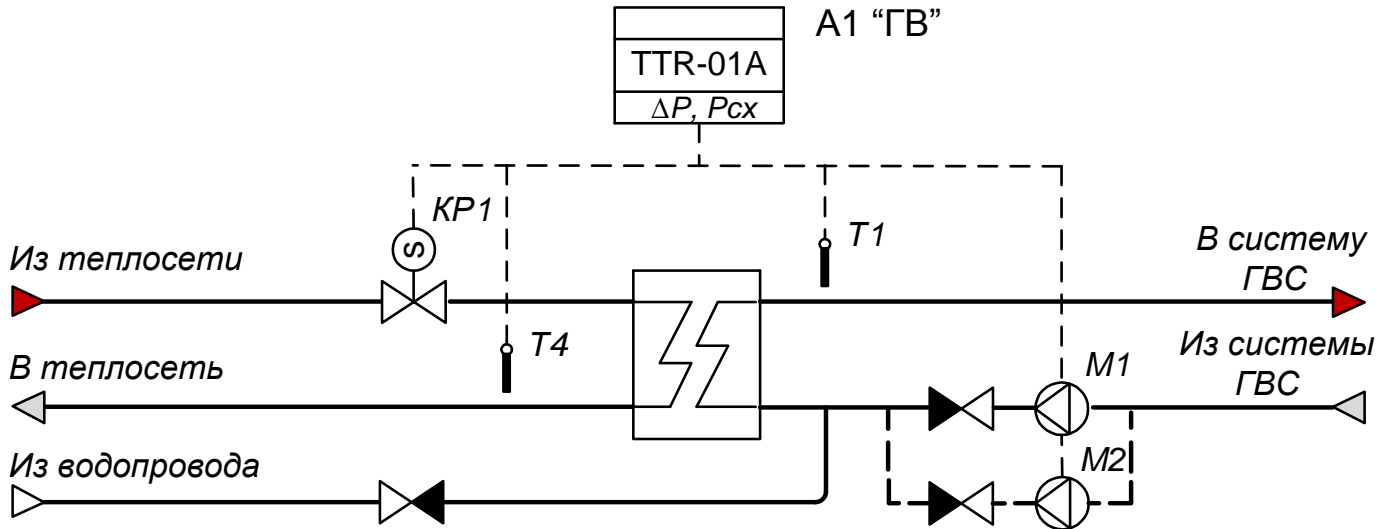 A1 “ГВ”
TTR-01A
ΔP, Pcx
КР1
S
T1
Из теплосети
В систему
ГВС
T4
В теплосеть
Из системы
ГВС
M1
Из водопровода
M2